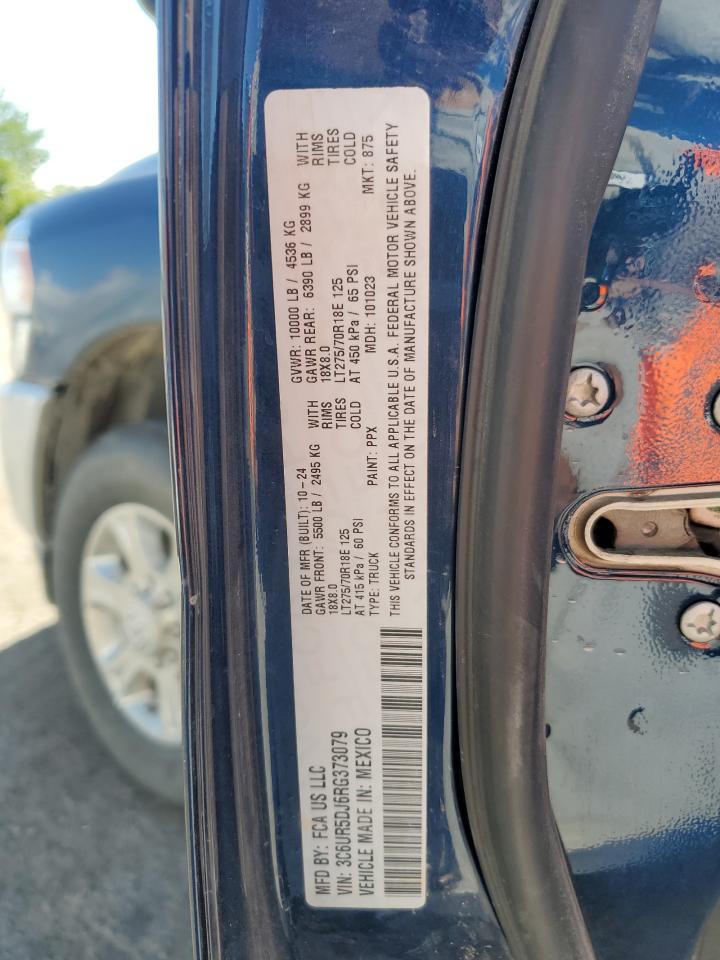 MFD BY: FCA US LLC
DATE OF MFR (BUILT): 10-24
GVWR: 10000 LB / 4536 KG
GAWR FRONT: 5500 LB / 2495 KG WITH
GAWR REAR: 6390 LB / 2899 KG WITH
18X8.0 RIMS
18X8.0 RIMS
LT275/70R18E 125 TIRES
LT275/70R18E 125 TIRES
AT 415 kPa / 60 PSI COLD
AT 450 kPa / 65 PSI COLD
VIN: 3C6UR5DJ6RG373079
TYPE: TRUCK PAINT: PPX MDH: 101023 MKT: 875
VEHICLE MADE IN: MEXICO
THIS VEHICLE CONFORMS TO ALL APPLICABLE U.S.A. FEDERAL MOTOR VEHICLE SAFETY
STANDARDS IN EFFECT ON THE DATE OF MANUFACTURE SHOWN ABOVE.